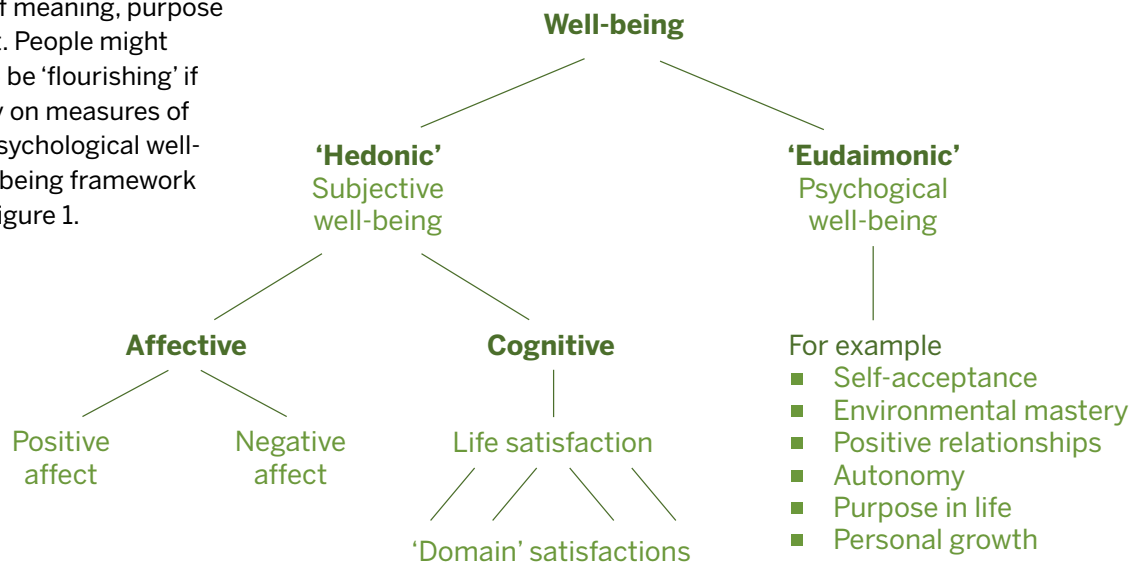 f meaning, purpose
t. People might
be ‘flourishing’ if
y on measures of
psychological well-
being framework
igure 1.
Well-being
‘Hedonic’
Subjective
well-being
‘Eudaimonic’
Psychogical
well-being
Affective
Cognitive
For example
■ Self-acceptance
■ Environmental mastery
■ Positive relationships
■ Autonomy
■ Purpose in life
■ Personal growth
Positive
affect
Negative
affect
Life satisfaction
‘Domain’ satisfactions